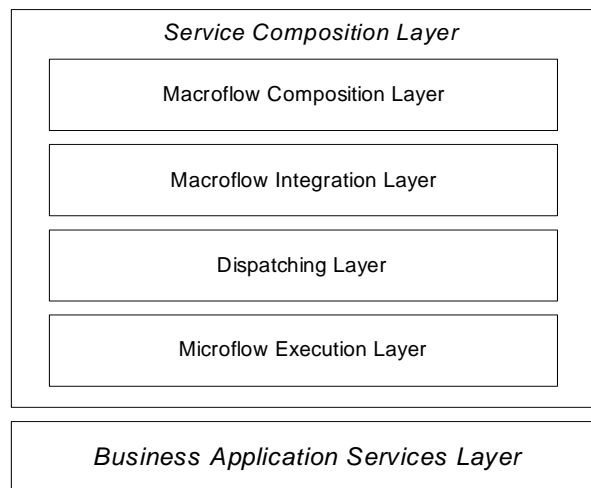 Service Composition Layer
Macroflow Composition Layer
Macroflow Integration Layer
Dispatching Layer
Microflow Execution Layer
Business Application Services Layer